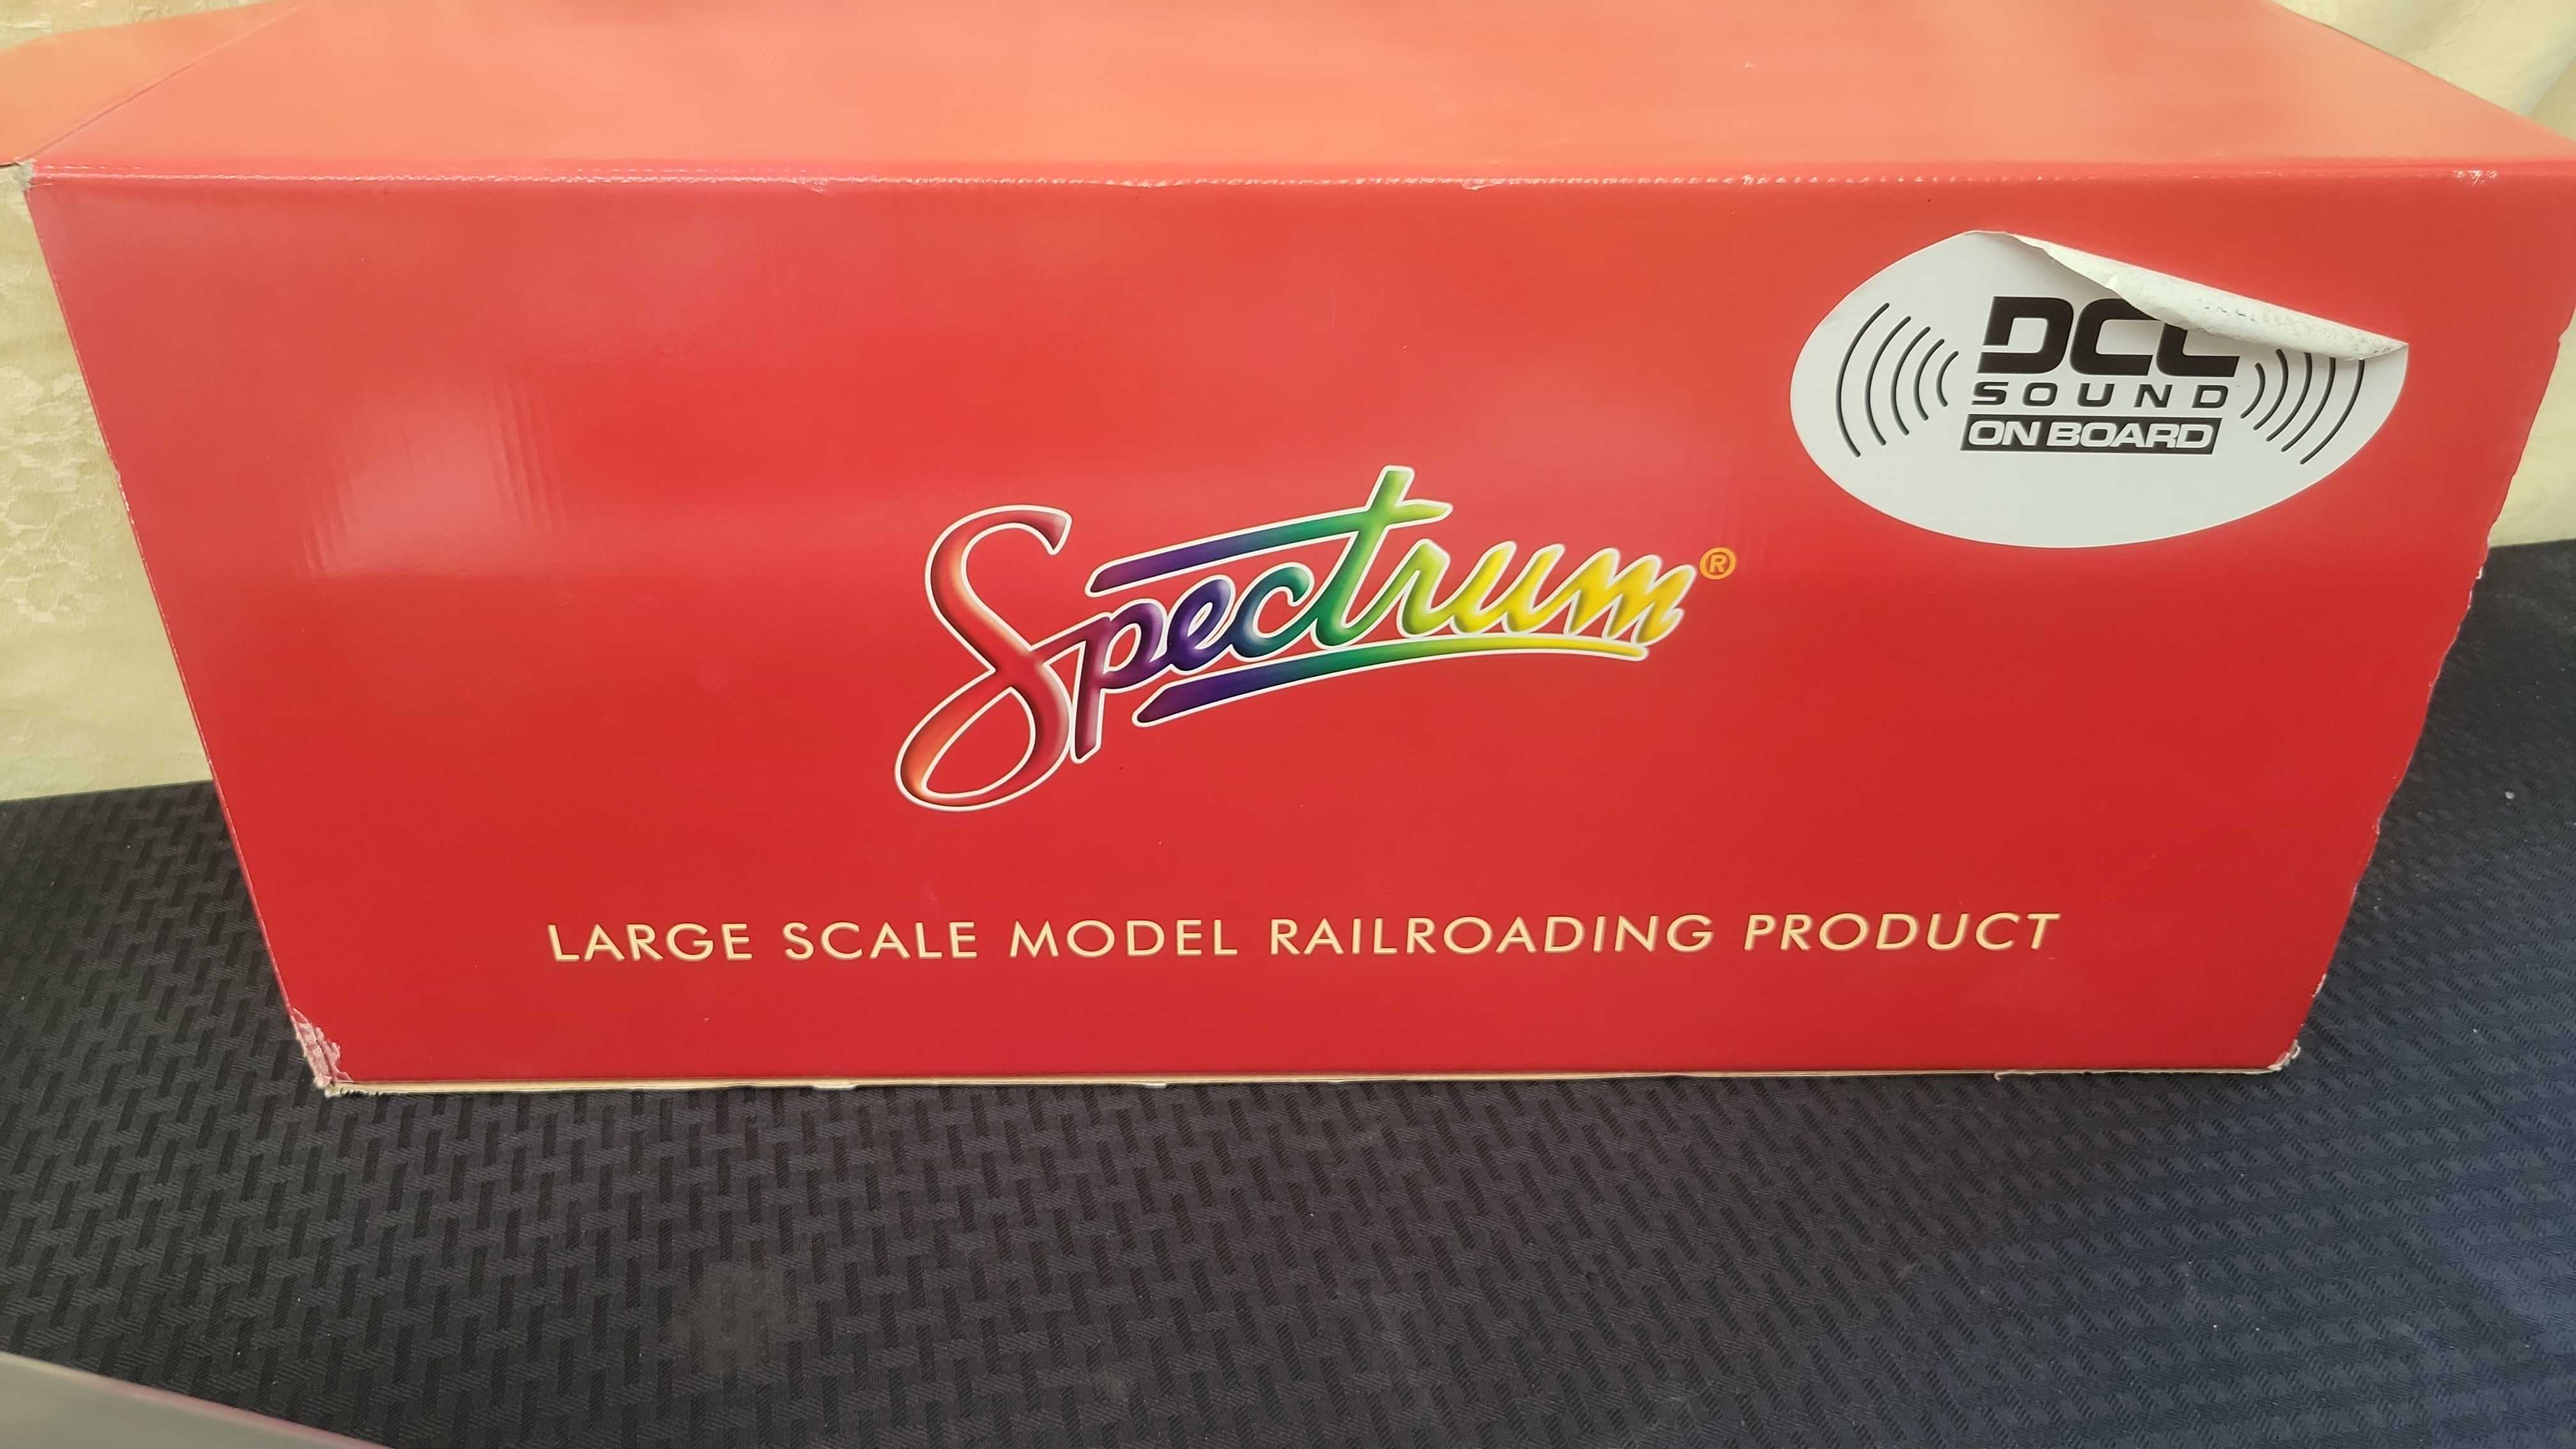 DCC
SOUND
ON BOARD
Spectrum®
LARGE SCALE MODEL RAILROADING PRODUCT